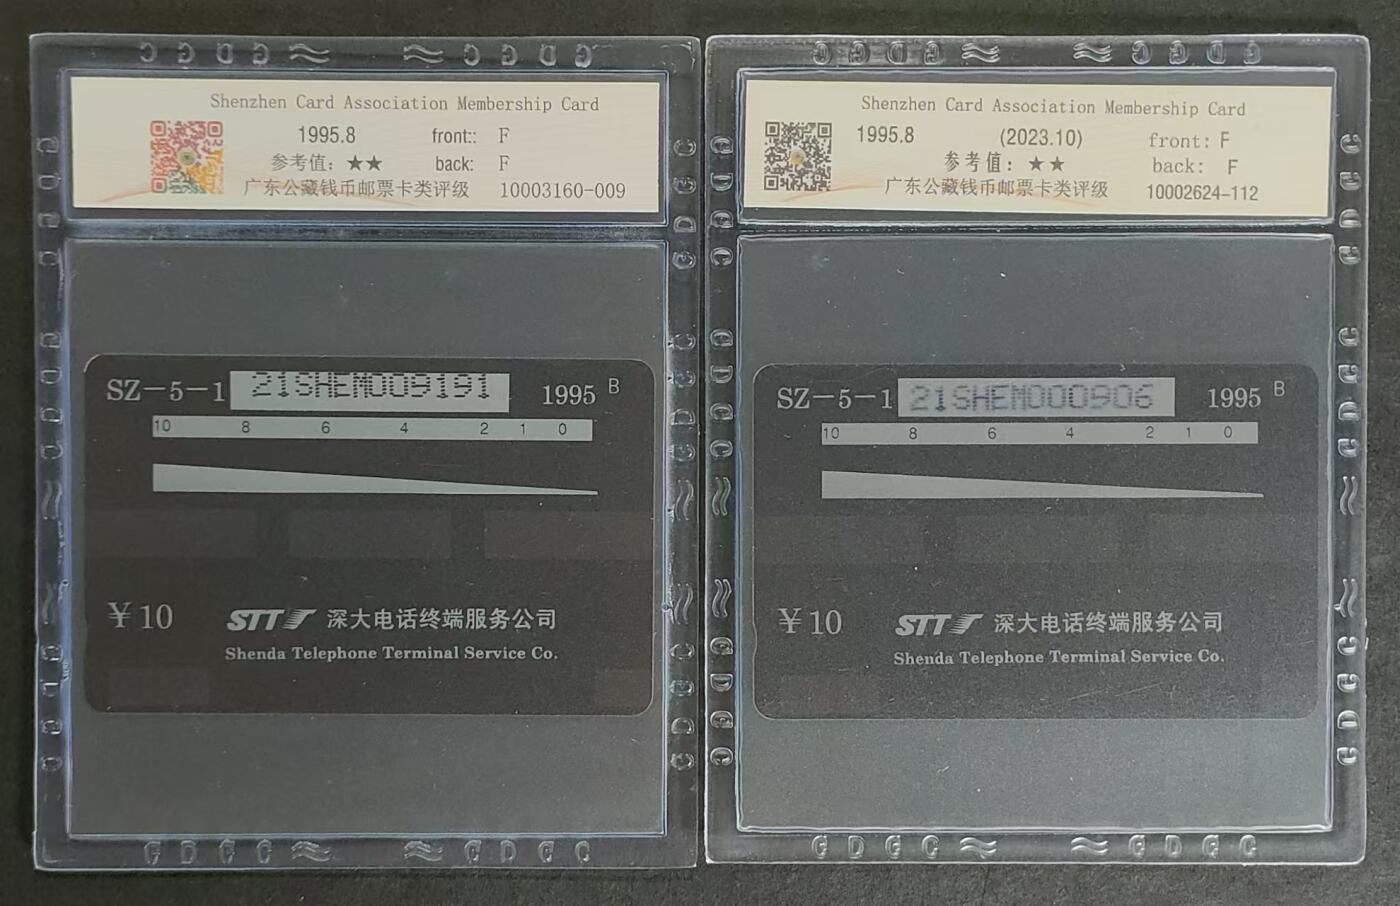 Shenzhen Card Association Membership Card
1995.8 front:: F
参考值：★★ back: F
广东公藏钱币邮票卡类评级 10003160-009
SZ-5-1 21SHEM009191 1995 B
10 8 6 4 2 1 0
￥10 STT 深大电话终端服务公司
Shenda Telephone Terminal Service Co.
Shenzhen Card Association Membership Card
1995.8 (2023.10) front: F
参考值：★★ back: F
广东公藏钱币邮票卡类评级 10002624-112
SZ-5-1 21SHEM000906 1995 B
10 8 6 4 2 1 0
￥10 STT 深大电话终端服务公司
Shenda Telephone Terminal Service Co.